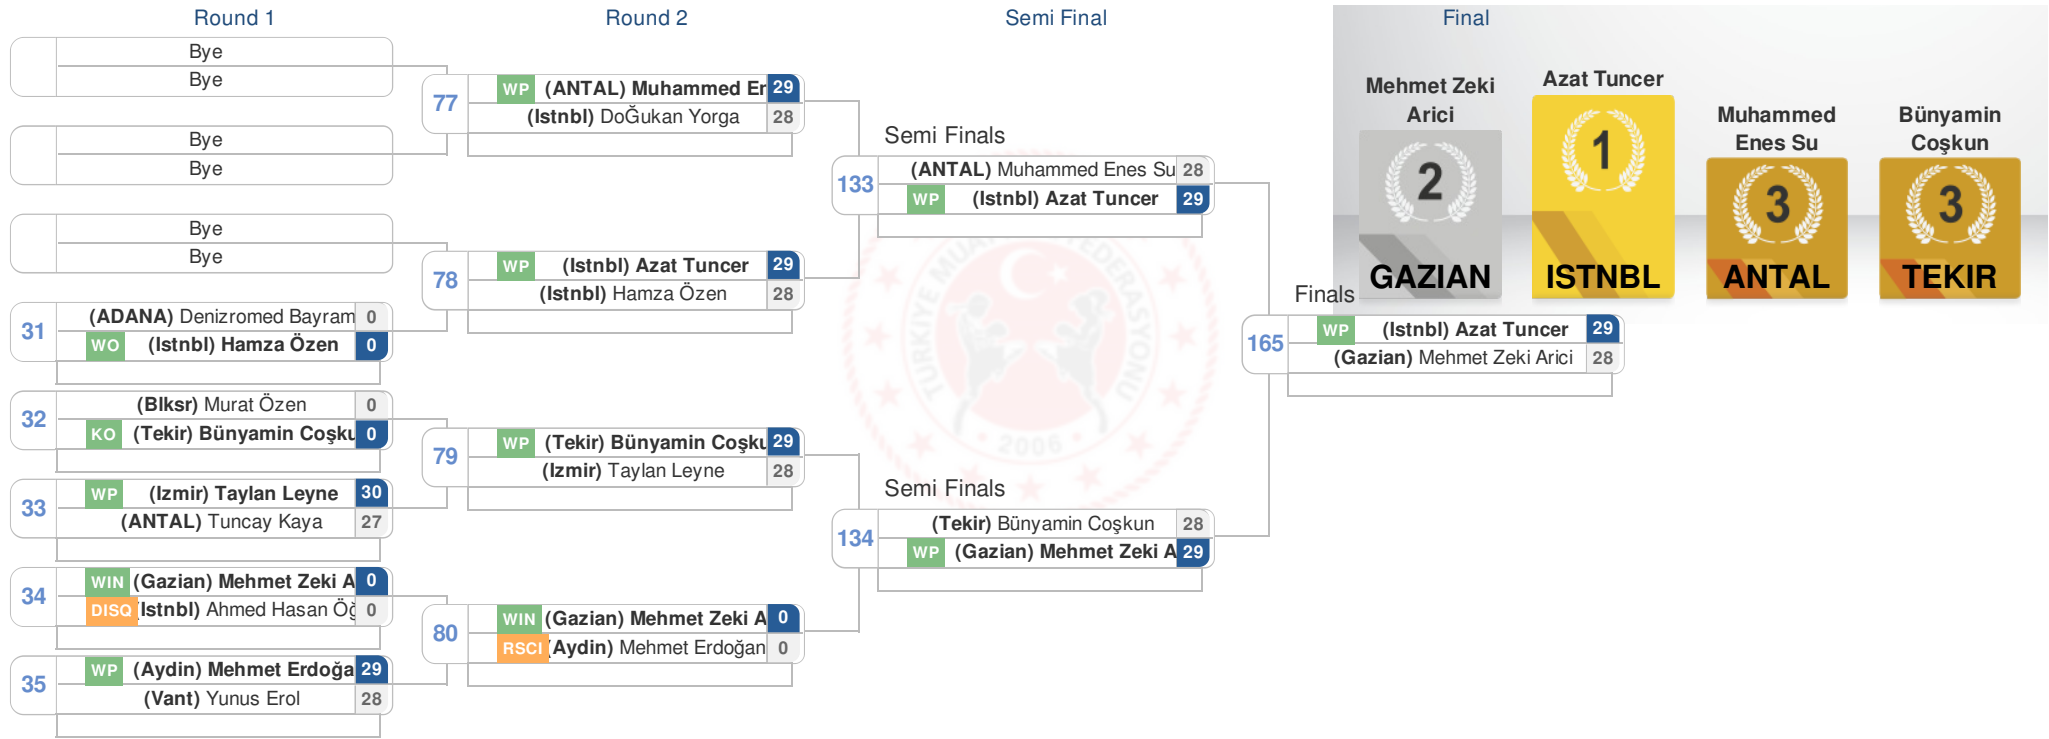 Round 1
Round 2
Semi Final
Final
Bye
Bye
Bye
Bye
Bye
Bye
31
(ADANA) Denizromed Bayram 0
WO (Istnbl) Hamza Özen 0
32
(Blksr) Murat Özen 0
KO (Tekir) Bünyamin Coşku 0
33
WP (Izmir) Taylan Leyne 30
(ANTAL) Tuncay Kaya 27
34
WIN (Gazian) Mehmet Zeki A 0
DISQ (Istnbl) Ahmed Hasan Öğ 0
35
WP (Aydin) Mehmet Erdoğa 29
(Vant) Yunus Erol 28
77
WP (ANTAL) Muhammed Er 29
(Istnbl) DoĞukan Yorga 28
78
WP (Istnbl) Azat Tuncer 29
(Istnbl) Hamza Özen 28
79
WP (Tekir) Bünyamin Coşku 29
(Izmir) Taylan Leyne 28
80
WIN (Gazian) Mehmet Zeki A 0
RSCI (Aydin) Mehmet Erdoğan 0
Semi Finals
133
(ANTAL) Muhammed Enes Su 28
WP (Istnbl) Azat Tuncer 29
Semi Finals
134
(Tekir) Bünyamin Coşkun 28
WP (Gazian) Mehmet Zeki A 29
Finals
165
WP (Istnbl) Azat Tuncer 29
(Gazian) Mehmet Zeki Arici 28
Mehmet Zeki
Arici
2
GAZIAN
Azat Tuncer
1
ISTNBL
Muhammed
Enes Su
3
ANTAL
Bünyamin
Coşkun
3
TEKIR
2006